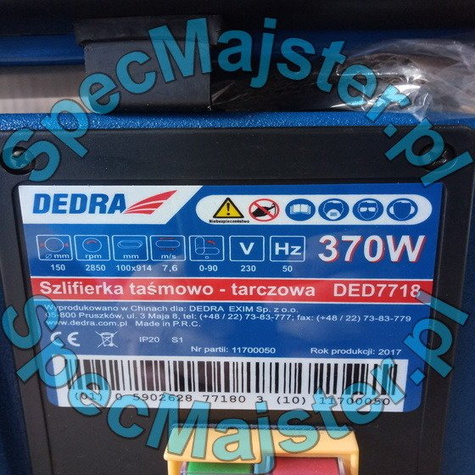 SpecMajster.pl
DEDRA
Niebezpieczeństwo
370W
Ø mm rpm mm m/s V Hz
150 2850 100x914 7,6 0-90 230 50
Szlifierka taśmowo - tarczowa DED7718
Wyprodukowano w Chinach dla: DEDRA EXIM Sp. z o.o.
05-800 Pruszków, ul. 3 Maja 8, tel: (+48 / 22) 73-83-777, fax: (+48 / 22) 73-83-779
www.dedra.com.pl Made in P.R.C.
CE IP20 S1
Nr partii: 11700050 Rok produkcji: 2017
(01) 0 5902628 77180 3 (10) 11700050
SpecMajster.pl
SpecMajster.pl